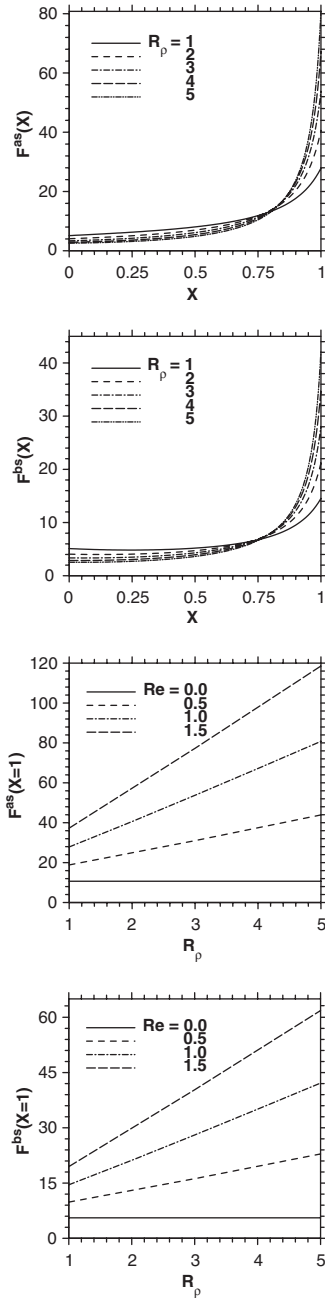 80
60
40
20
0
F^as(X)
R_ρ = 1
2
3
4
5
0 0.25 0.5 0.75 1
X
40
30
20
10
0
F^bs(X)
R_ρ = 1
2
3
4
5
0 0.25 0.5 0.75 1
X
120
100
80
60
40
20
0
F^as(X=1)
Re = 0.0
0.5
1.0
1.5
1 2 3 4 5
R_ρ
60
45
30
15
0
F^bs(X=1)
Re = 0.0
0.5
1.0
1.5
1 2 3 4 5
R_ρ